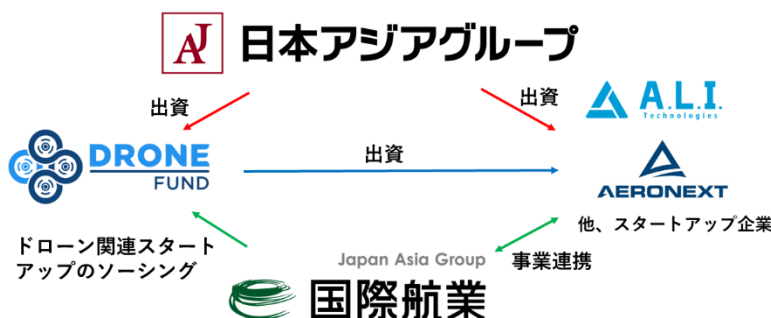 AJ
日本アジアグループ
出資
出資
A.L.I.
Technologies
DRONE
FUND
出資
AERONEXT
他、スタートアップ企業
ドローン関連スタート
アップのソーシング
Japan Asia Group
事業連携
国際航業